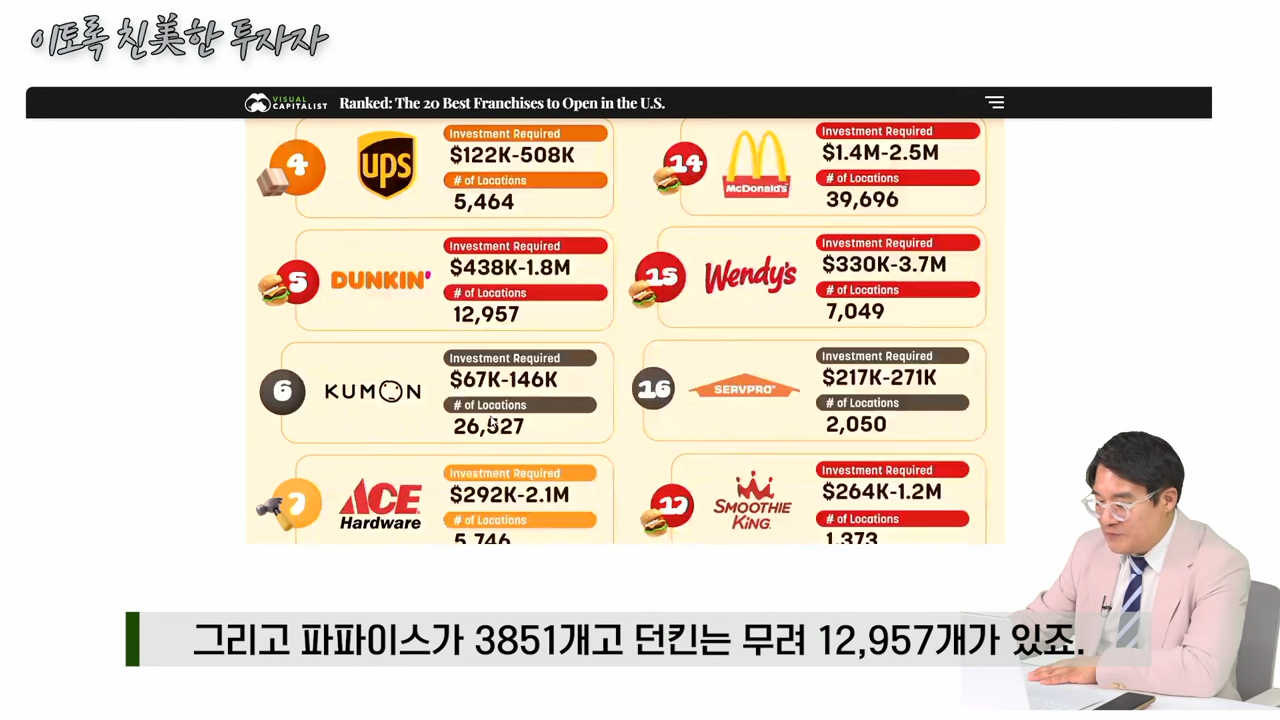 이토록 친美한 투자자
VISUAL CAPITALIST
Ranked: The 20 Best Franchises to Open in the U.S.
4
ups
Investment Required
$122K-508K
# of Locations
5,464
5
DUNKIN'
Investment Required
$438K-1.8M
# of Locations
12,957
6
KUMON
Investment Required
$67K-146K
# of Locations
26,527
7
ACE
Hardware
Investment Required
$292K-2.1M
# of Locations
5,746
14
McDonald's
Investment Required
$1.4M-2.5M
# of Locations
39,696
15
Wendy's
Investment Required
$330K-3.7M
# of Locations
7,049
16
SERVPRO
Investment Required
$217K-271K
# of Locations
2,050
17
SMOOTHIE
KING
Investment Required
$264K-1.2M
# of Locations
1,373
그리고 파파이스가 3851개고 던킨는 무려 12,957개가 있죠.